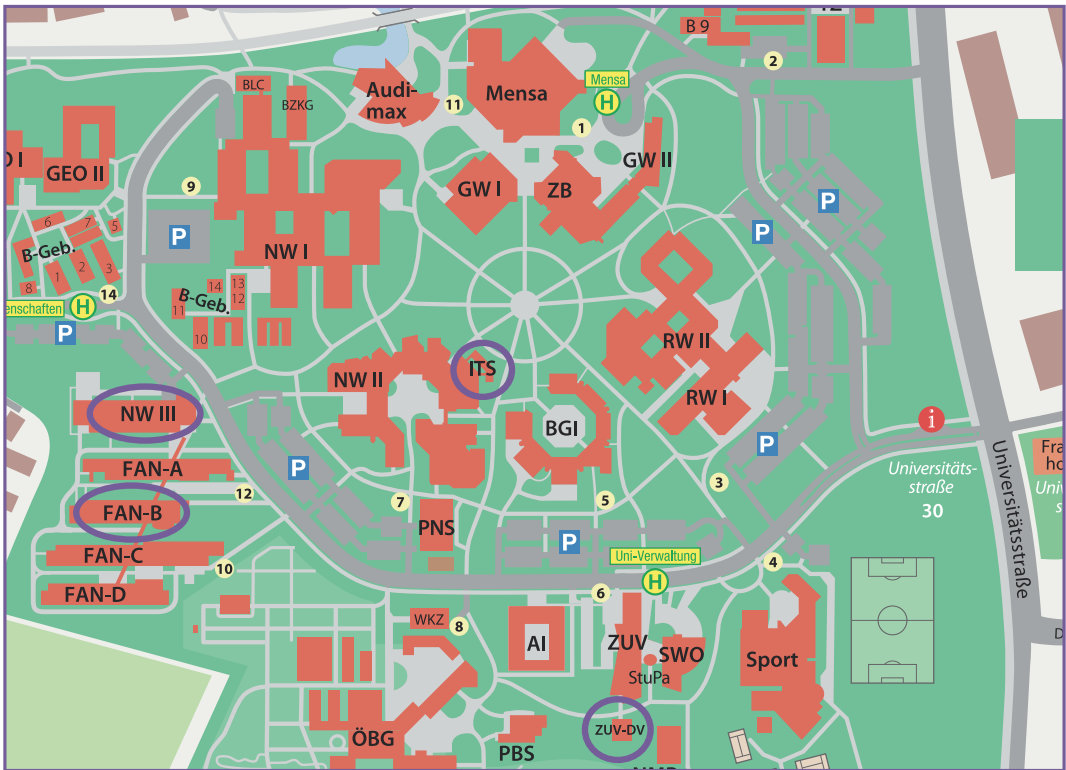 B 9
2
BLC
BZKG
Audi-
max
11
Mensa
Mensa
H
1
GW II
GEO II
9
GW I
ZB
P
6
7
5
B-Geb.
1
2
3
8
14
P
NW I
B-Geb.
14
13
12
11
10
P
P
enschaften
H
P
RW II
NW II
ITS
RW I
NW III
BGI
i
FAN-A
12
P
7
5
3
P
Universitäts-
straße
30
Universitätsstraße
FAN-B
PNS
P
Uni-Verwaltung
H
FAN-C
10
4
FAN-D
6
WKZ
8
AI
ZUV
SWO
StuPa
Sport
ÖBG
PBS
ZUV-DV